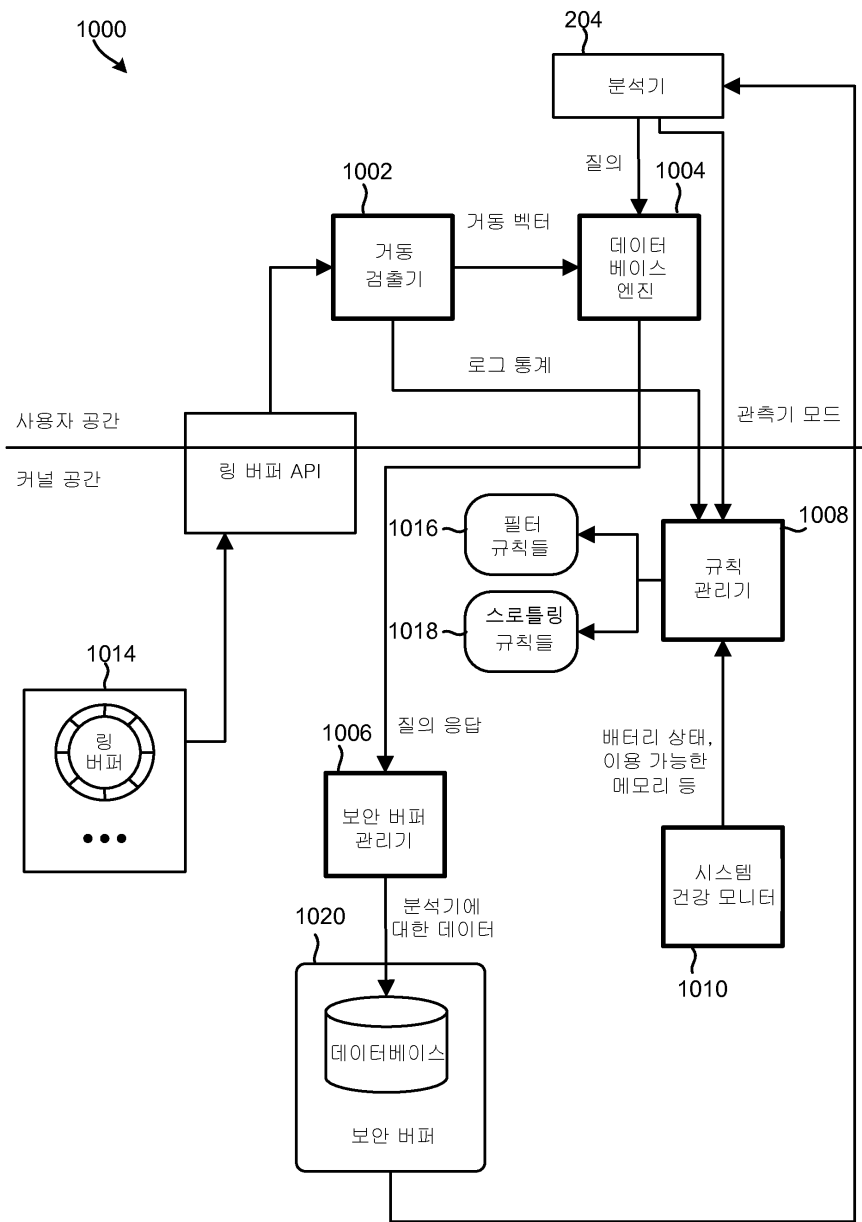 1000
204
분석기
질의
1002
1004
거동 벡터
거동
검출기
데이터
베이스
엔진
로그 통계
사용자 공간
관측기 모드
링 버퍼 API
커널 공간
1016
필터
규칙들
1008
규칙
관리기
1018
스로틀링
규칙들
1014
링
버퍼
질의 응답
1006
배터리 상태,
이용 가능한
메모리 등
보안 버퍼
관리기
시스템
건강 모니터
분석기에
대한 데이터
1020
1010
데이터베이스
보안 버퍼